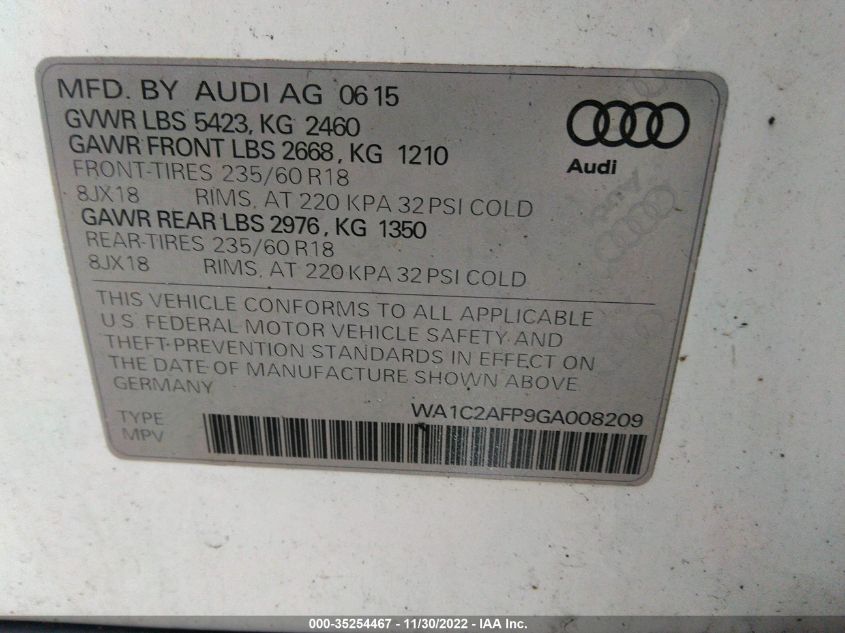 MFD. BY AUDI AG 0615
GVWR LBS 5423, KG 2460
GAWR FRONT LBS 2668, KG 1210
FRONT-TIRES 235/60 R18
8JX18 RIMS, AT 220 KPA 32 PSI COLD
GAWR REAR LBS 2976, KG 1350
REAR-TIRES 235/60 R18
8JX18 RIMS, AT 220 KPA 32 PSI COLD
Audi
THIS VEHICLE CONFORMS TO ALL APPLICABLE
U.S. FEDERAL MOTOR VEHICLE SAFETY AND
THEFT-PREVENTION STANDARDS IN EFFECT ON
THE DATE OF MANUFACTURE SHOWN ABOVE
GERMANY
WA1C2AFP9GA008209
TYPE
MPV
000-35254467 - 11/30/2022 - IAA Inc.